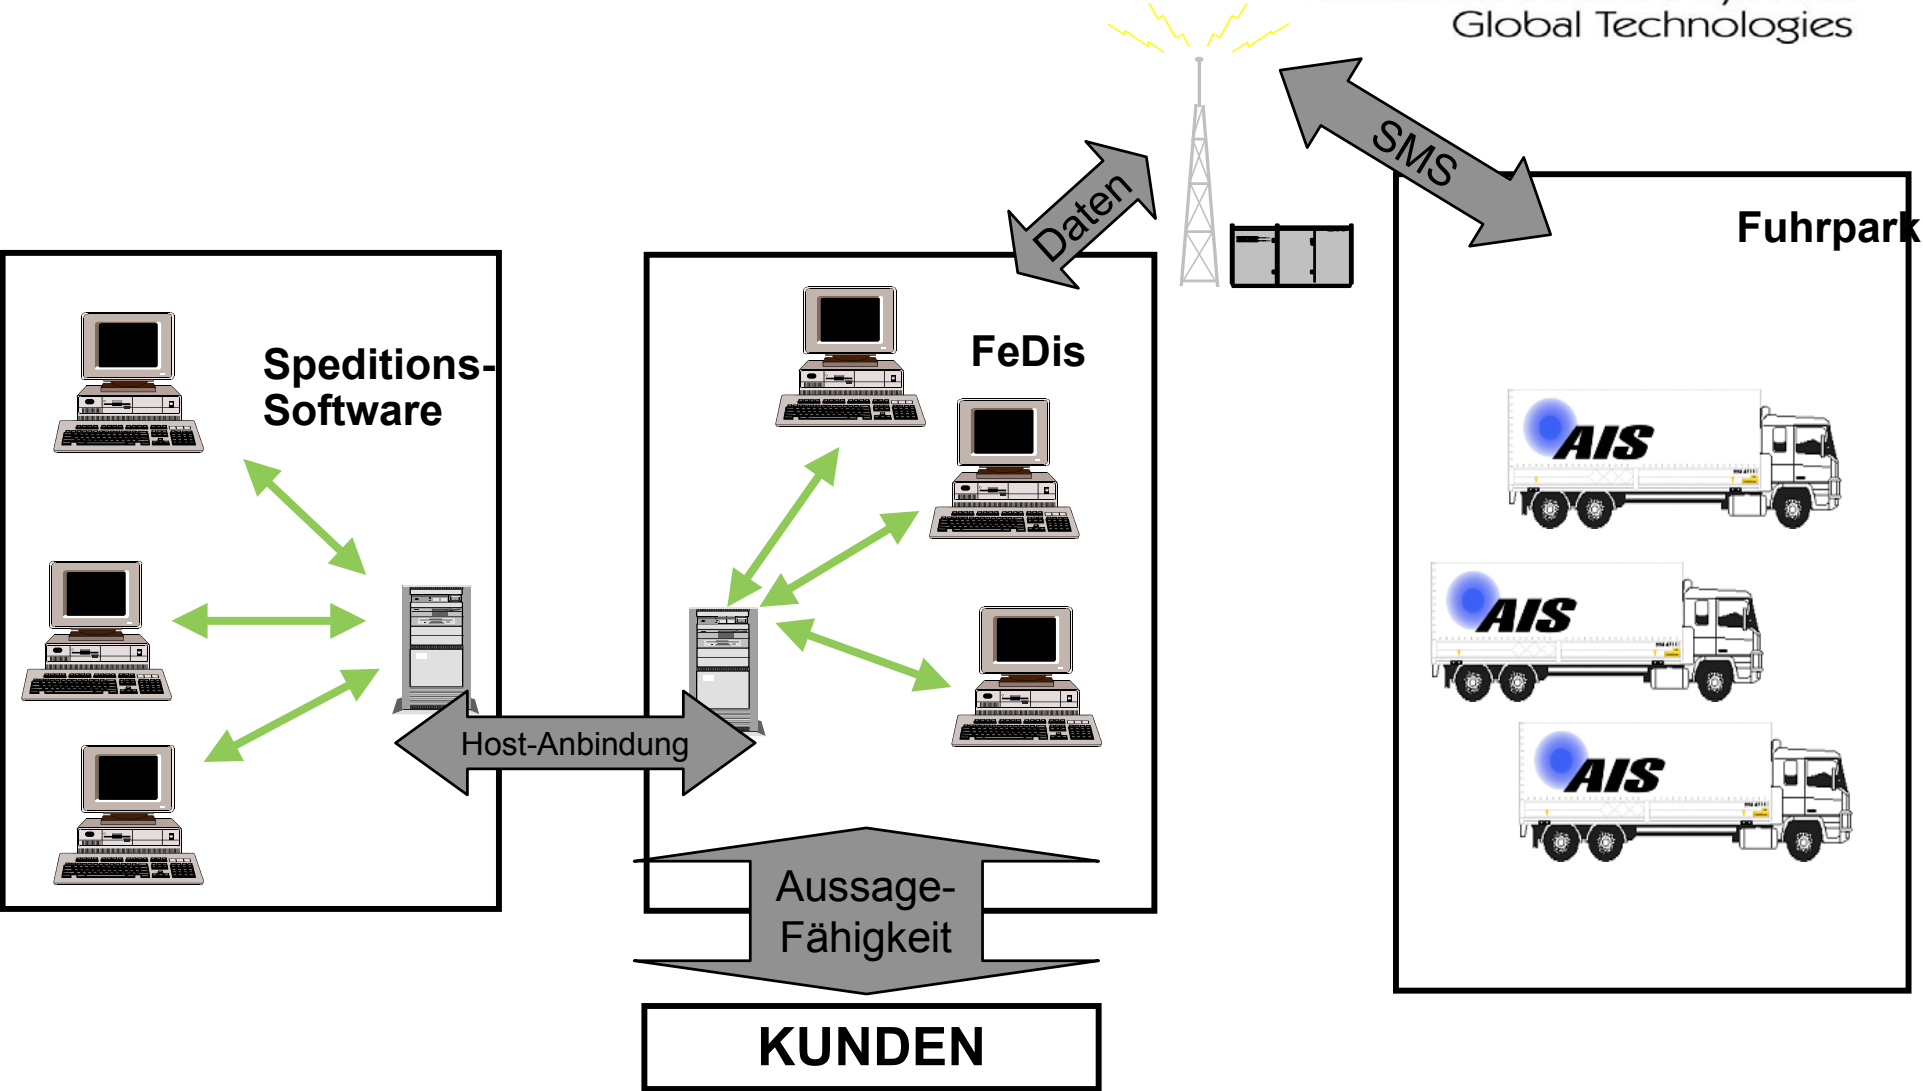 Global Technologies
SMS
Daten
Fuhrpark
Speditions-
Software
FeDis
AIS
AIS
AIS
Host-Anbindung
Aussage-
Fähigkeit
KUNDEN